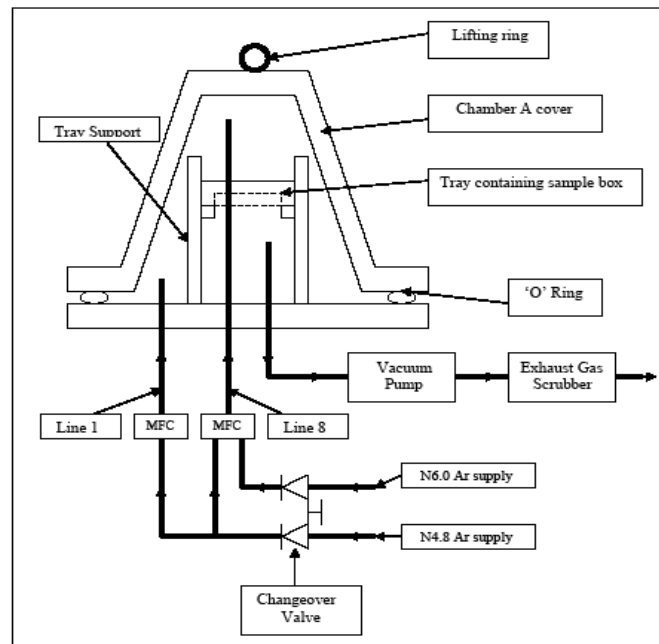 Lifting ring
Chamber A cover
Tray Support
Tray containing sample box
‘O’ Ring
Vacuum
Pump
Exhaust Gas
Scrubber
Line 1
MFC
MFC
Line 8
N6.0 Ar supply
N4.8 Ar supply
Changeover
Valve